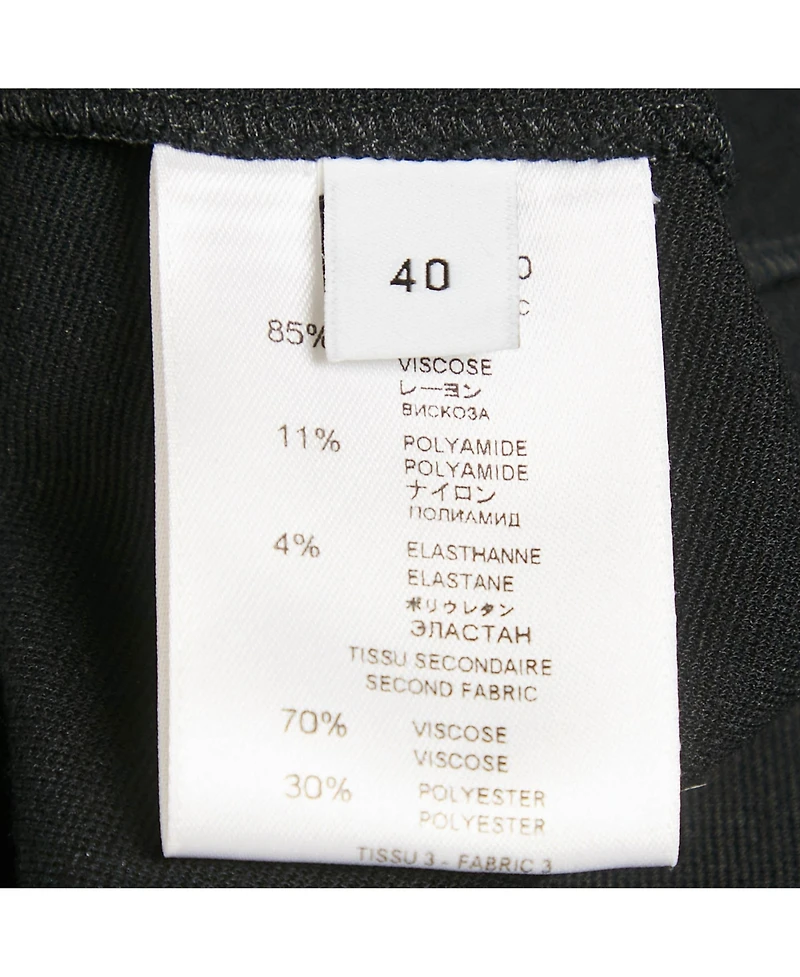 40
85%
VISCOSE
レーヨン
ВИСКОЗА
11% POLYAMIDE
POLYAMIDE
ナイロン
ПОЛИАМИД
4% ELASTHANNE
ELASTANE
ポリウレタン
ЭЛАСТАН
TISSU SECONDAIRE
SECOND FABRIC
70% VISCOSE
VISCOSE
30% POLYESTER
POLYESTER
TISSU 3 - FABRIC 3